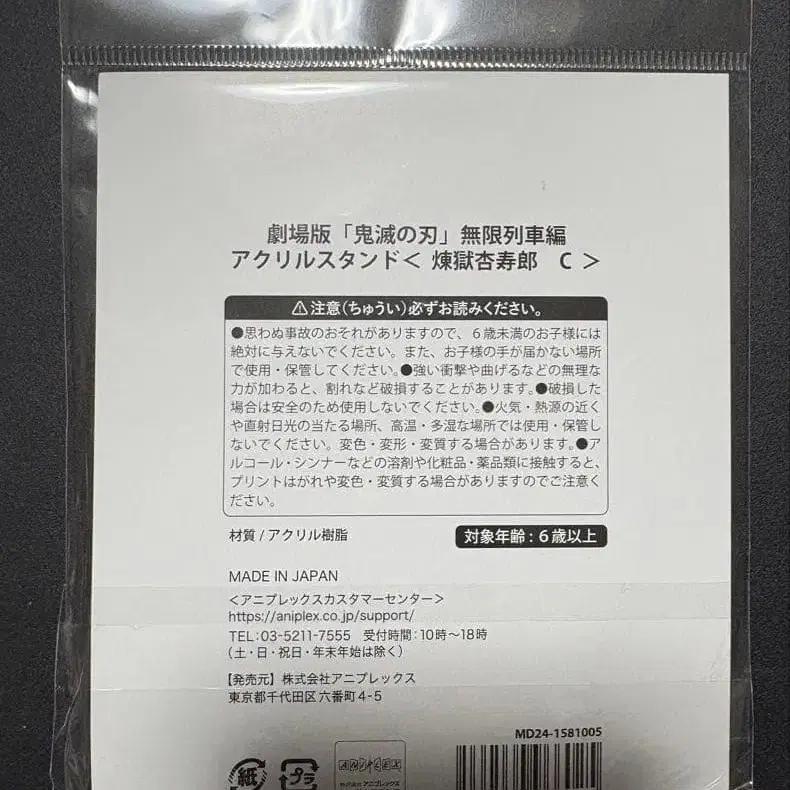 劇場版「鬼滅の刃」無限列車編
アクリルスタンド＜ 煉獄杏寿郎　C ＞
⚠注意（ちゅうい）必ずお読みください。
●思わぬ事故のおそれがありますので、６歳未満のお子様には
絶対に与えないでください。また、お子様の手が届かない場所
で使用・保管してください。●強い衝撃や曲げるなどの無理な
力が加わると、割れなど破損することがあります。●破損した
場合は安全のため使用しないでください。●火気・熱源の近く
や直射日光の当たる場所、高温・多湿な場所では使用・保管し
ないでください。変色・変形・変質する場合があります。●ア
ルコール・シンナーなどの溶剤や化粧品・薬品類に接触すると、
プリントはがれや変色・変質する場合がありますのでご注意く
ださい。
材質 / アクリル樹脂
対象年齢：６歳以上
MADE IN JAPAN
＜アニプレックスカスタマーセンター＞
https://aniplex.co.jp/support/
TEL：03-5211-7555　受付時間：10時～18時
（土・日・祝日・年末年始は除く）
【発売元】株式会社アニプレックス
東京都千代田区六番町4-5
MD24-1581005
紙
プラ
ANIPLEX
株式会社 アニプレックス